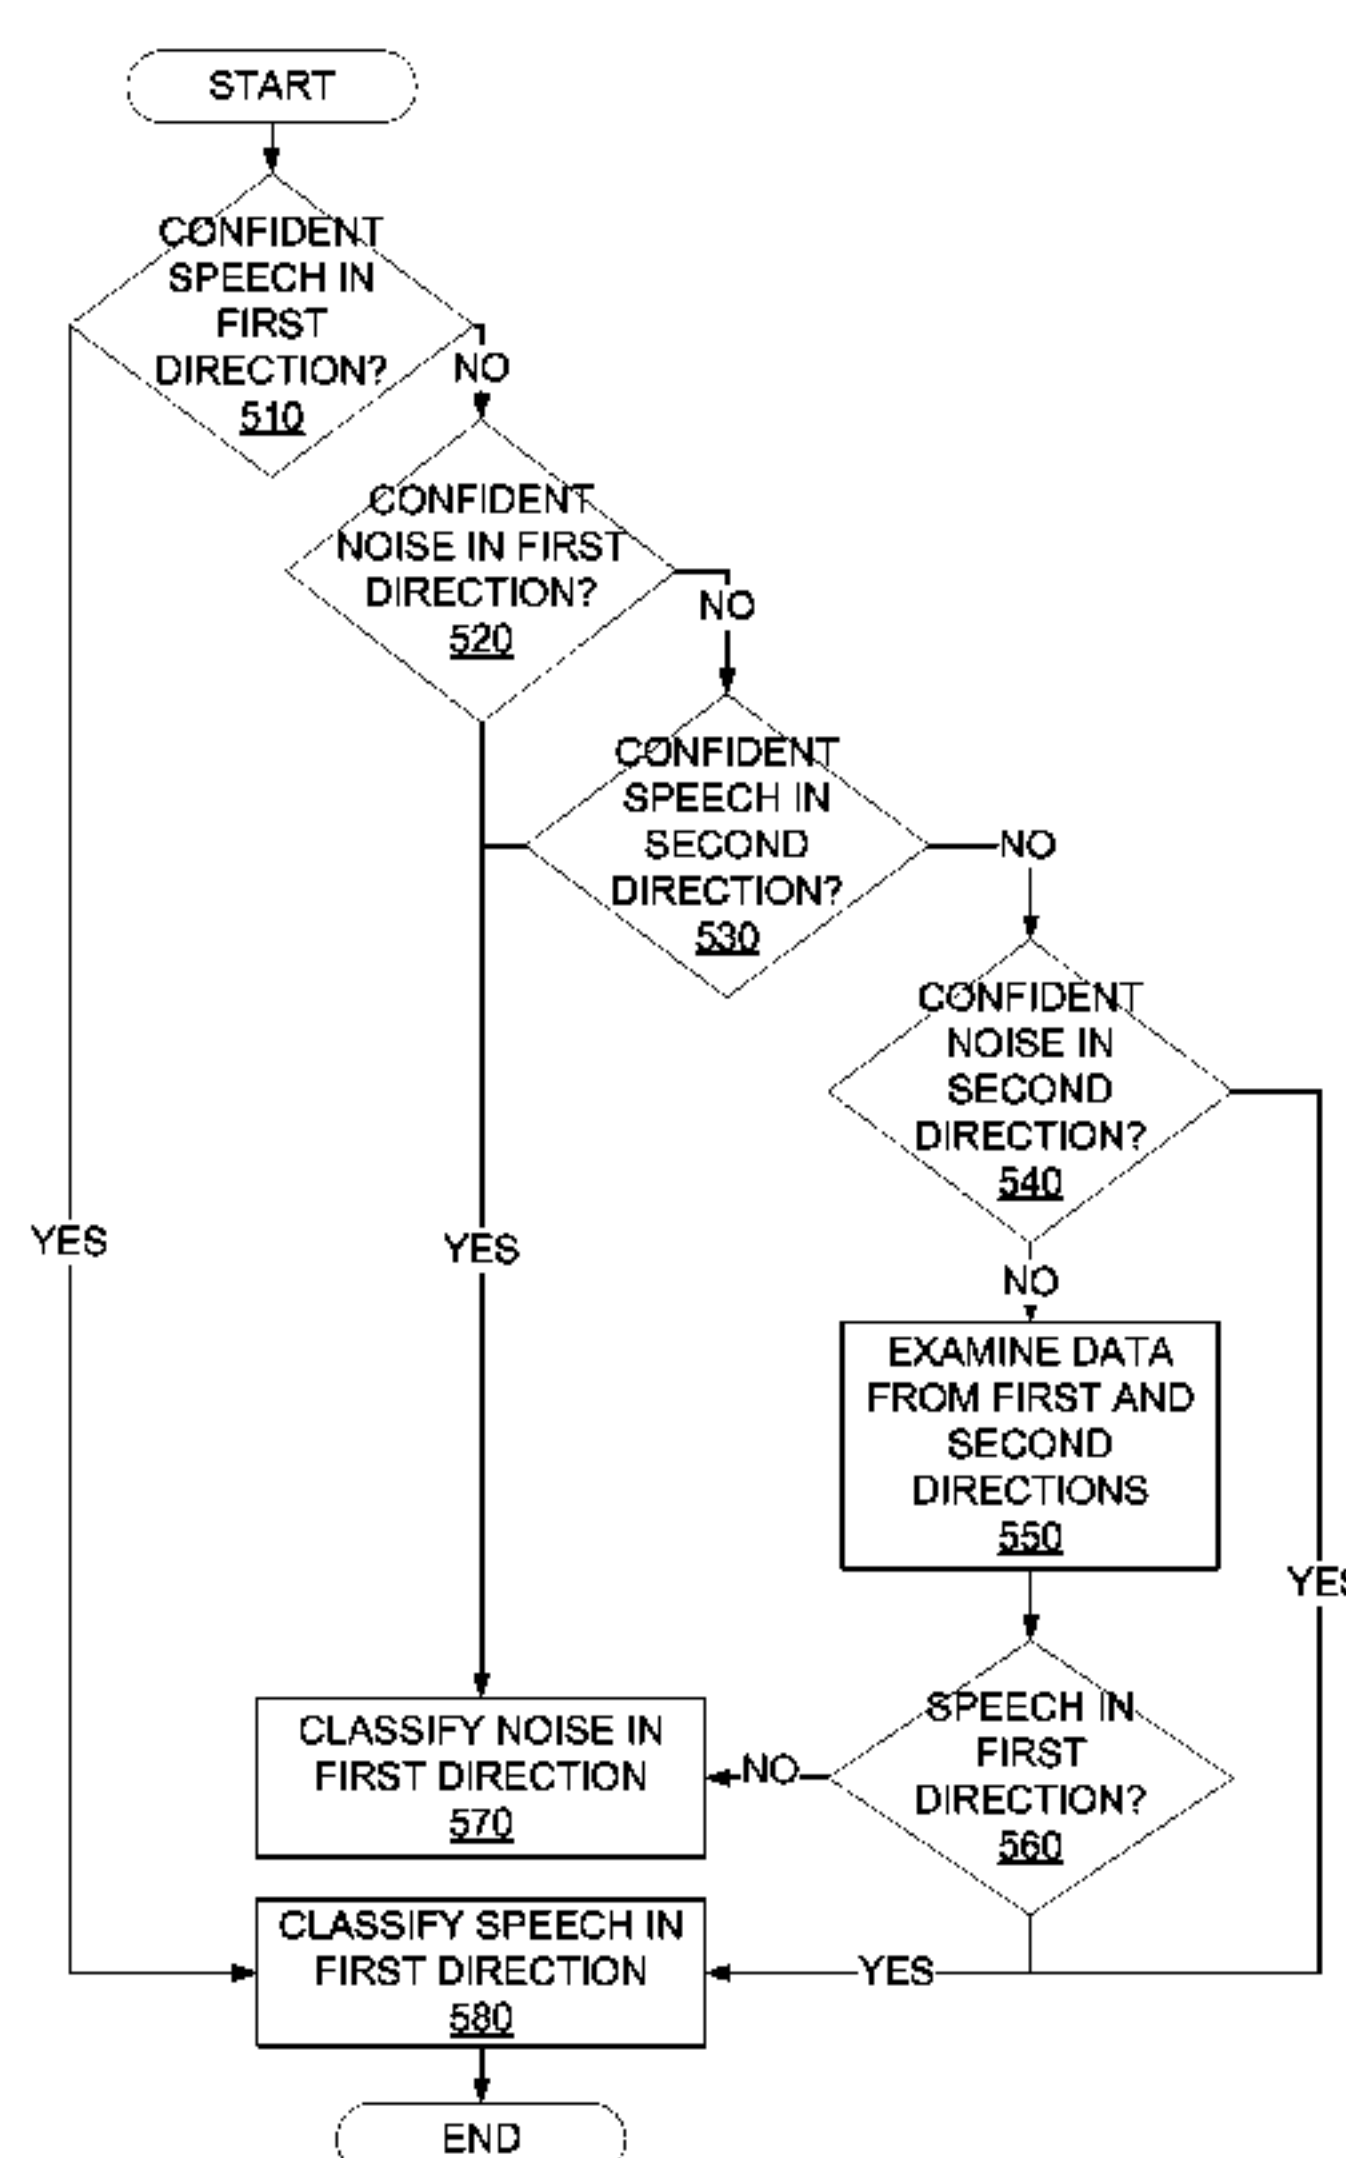 START
CONFIDENT
SPEECH IN
FIRST
DIRECTION?
510
NO
CONFIDENT
NOISE IN FIRST
DIRECTION?
520
NO
CONFIDENT
SPEECH IN
SECOND
DIRECTION?
530
NO
CONFIDENT
NOISE IN
SECOND
DIRECTION?
540
YES
YES
NO
EXAMINE DATA
FROM FIRST AND
SECOND
DIRECTIONS
550
YES
SPEECH IN
FIRST
DIRECTION?
560
NO
CLASSIFY NOISE IN
FIRST DIRECTION
570
CLASSIFY SPEECH IN
FIRST DIRECTION
580
YES
END